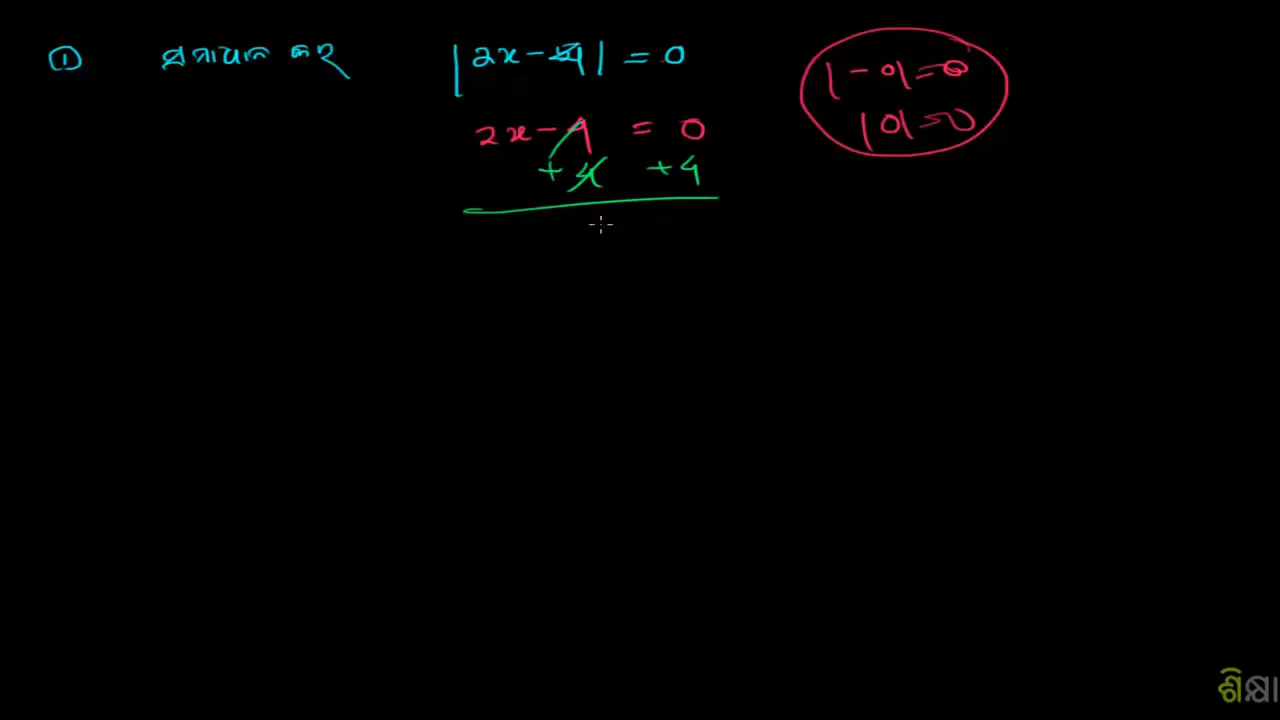 ① ସମାଧାନ କର |2x-4| = 0
|-0|=0
2x-4 = 0
|0|=0
+4 +4
ଶିକ୍ଷା